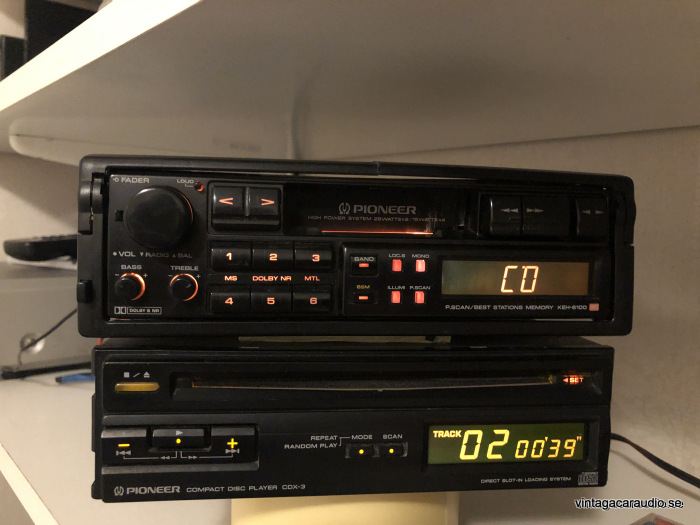 FADER
LOUD
< >
PIONEER
HIGH POWER SYSTEM
VOL ▼RADIO ▲BAL
BASS TREBLE
- + - +
1 2 3
MS DOLBY NR MTL
4 5 6
DOLBY B NR
BAND LOC.S MONO
BSM ILLUMI P.SCAN
CD
P.SCAN/BEST STATIONS MEMORY KEH-6100
SET
REPEAT MODE SCAN
RANDOM PLAY
- +
TRACK 02 00'39"
PIONEER COMPACT DISC PLAYER CDX-3
DIRECT SLOT-IN LOADING SYSTEM
vintagecaraudio.se